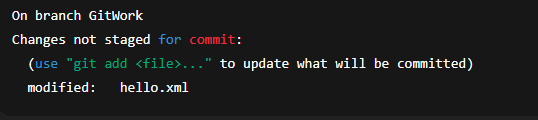 On branch GitWork
Changes not staged for commit:
(use "git add <file>..." to update what will be committed)
modified:   hello.xml